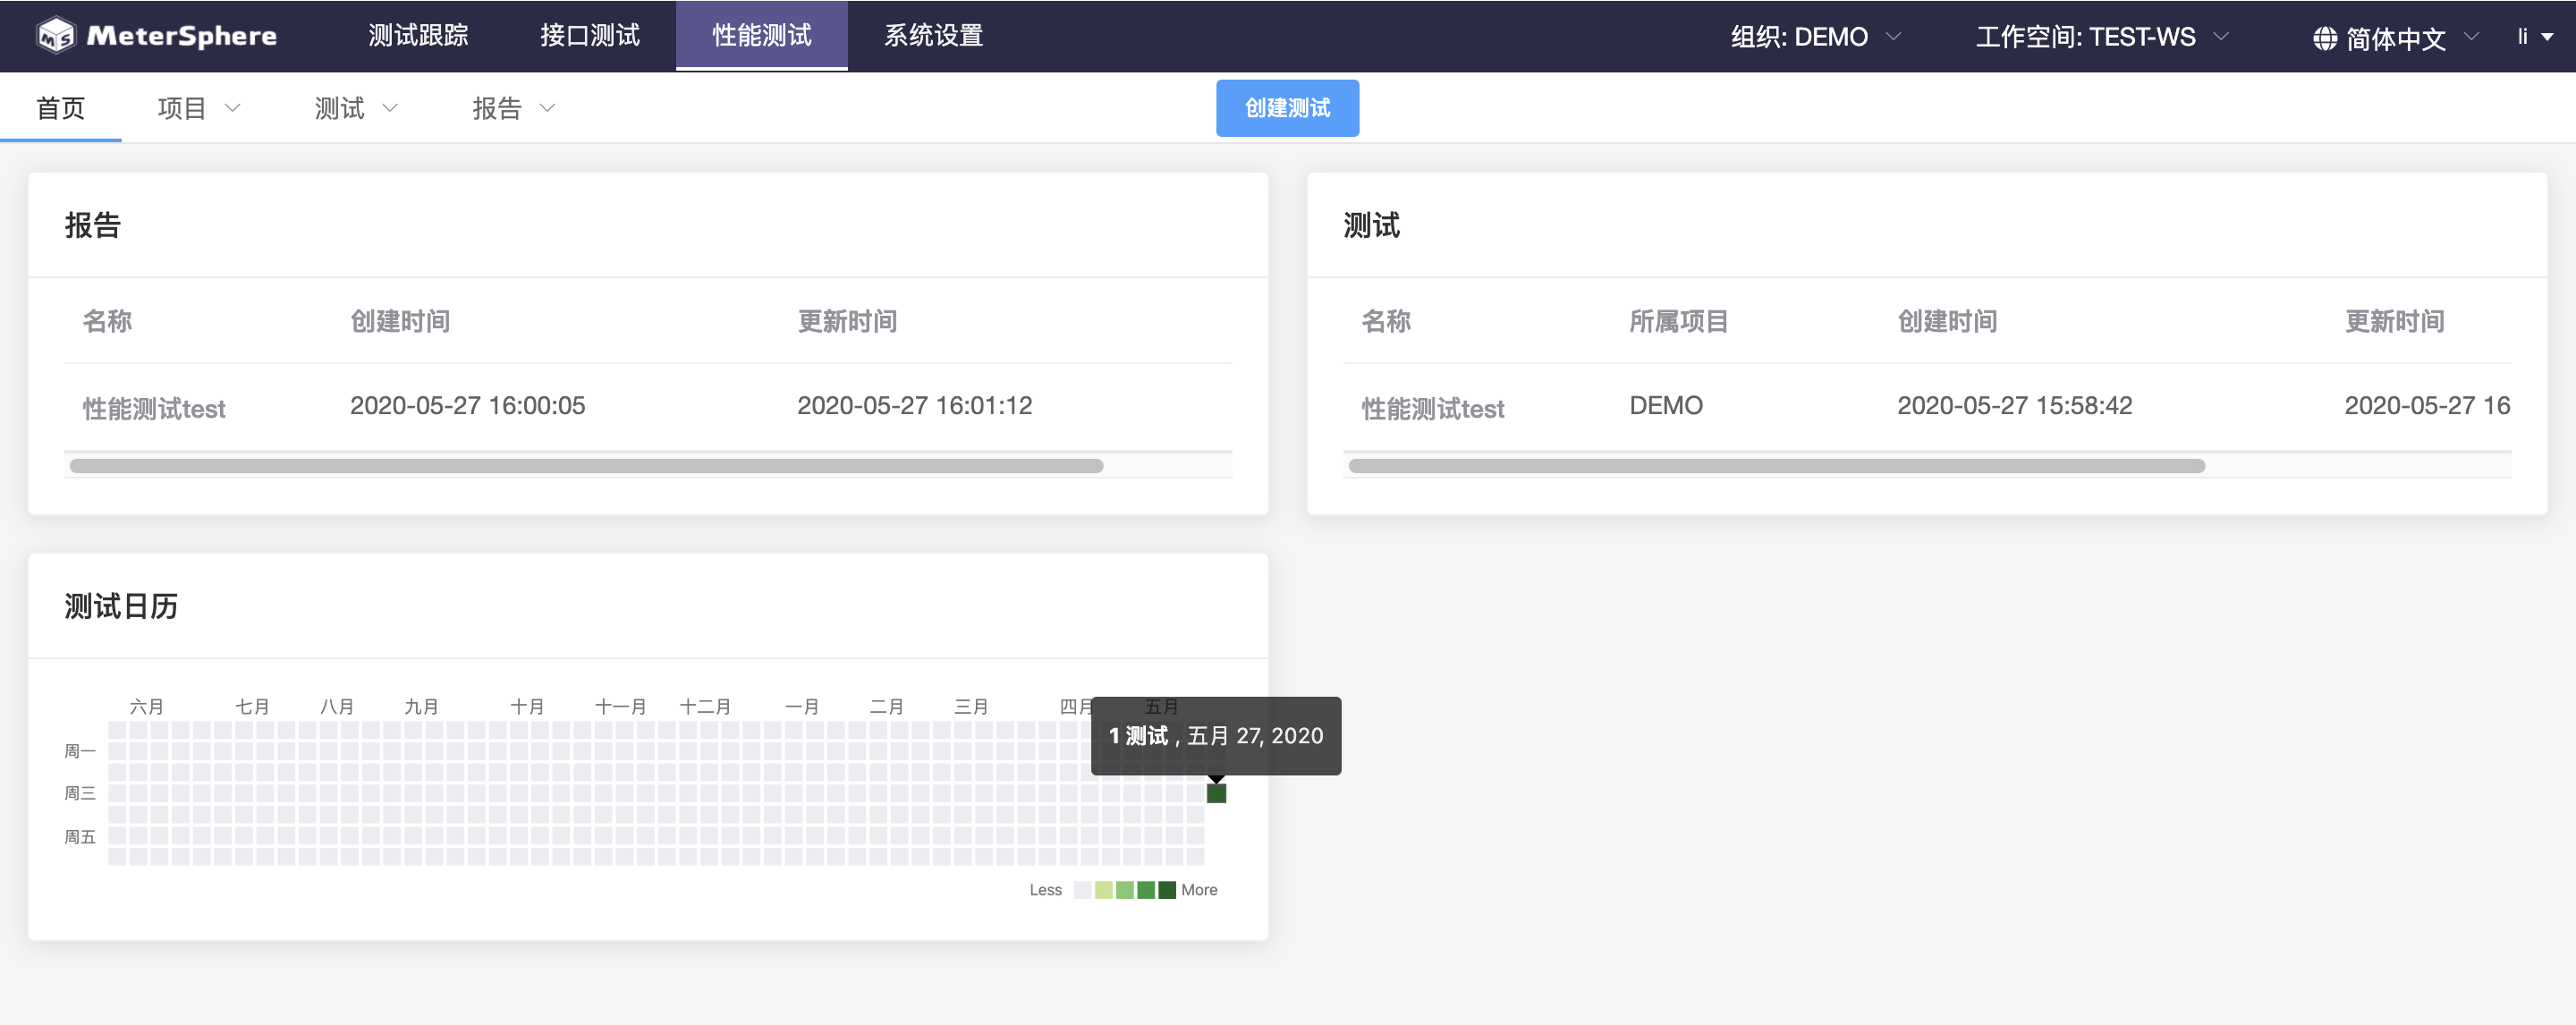 MeterSphere 测试跟踪 接口测试 性能测试 系统设置 组织: DEMO 工作空间: TEST-WS 简体中文 li
首页 项目 测试 报告 创建测试
报告
名称 创建时间 更新时间
性能测试test 2020-05-27 16:00:05 2020-05-27 16:01:12
测试
名称 所属项目 创建时间 更新时间
性能测试test DEMO 2020-05-27 15:58:42 2020-05-27 16
测试日历
六月 七月 八月 九月 十月 十一月 十二月 一月 二月 三月 四月 五月
1 测试 , 五月 27, 2020
周一
周三
周五
Less More